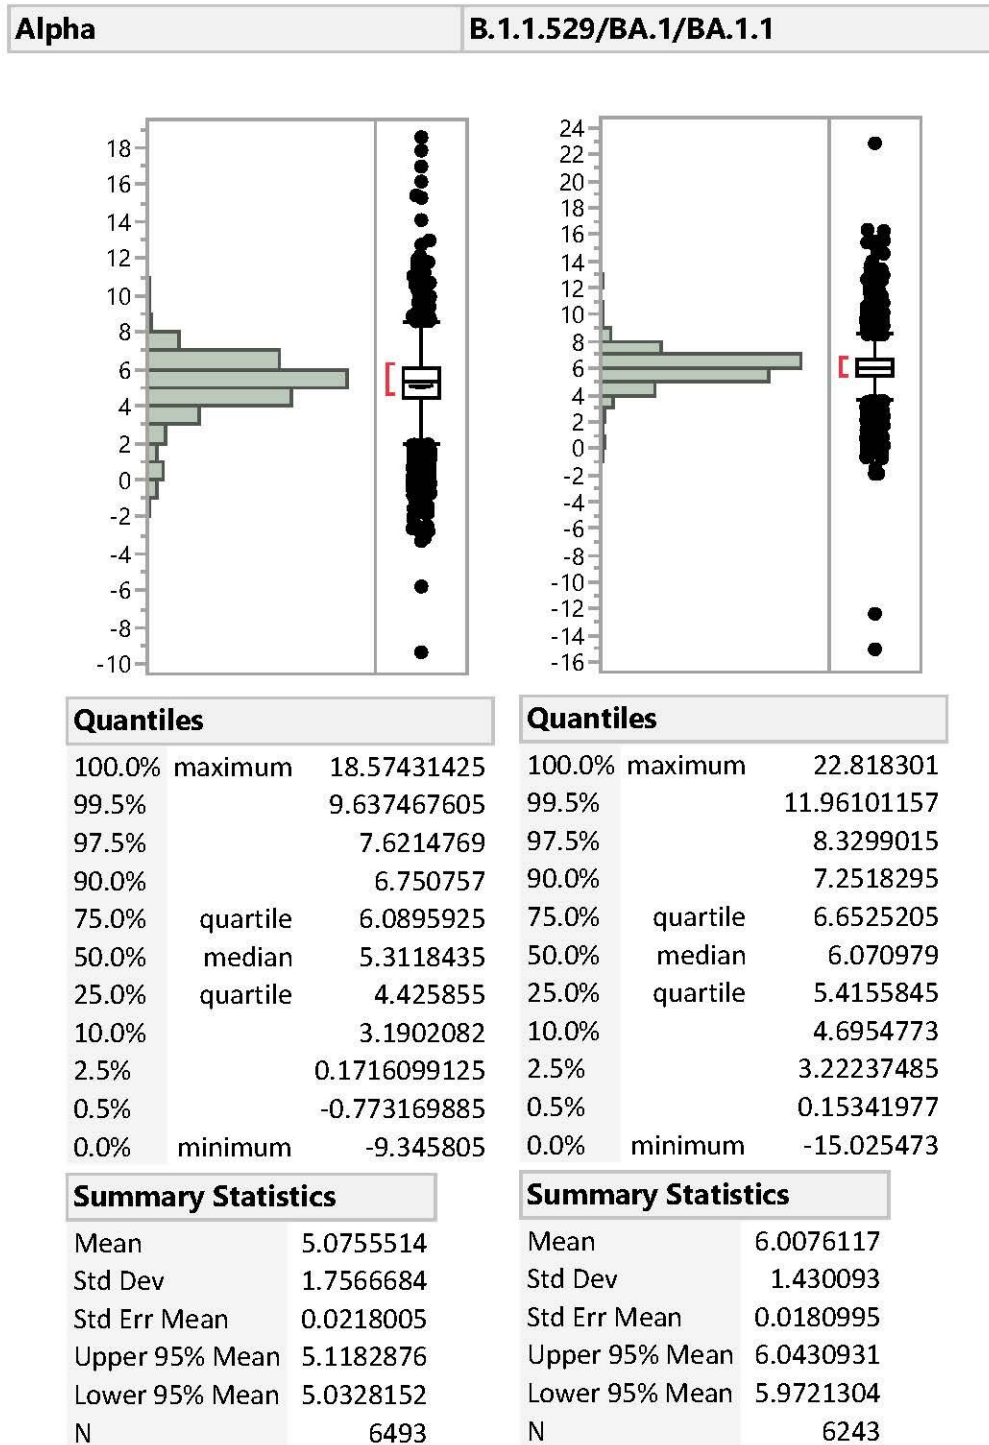 Alpha
B.1.1.529/BA.1/BA.1.1
18
16
14
12
10
8
6
4
2
0
-2
-4
-6
-8
-10
24
22
20
18
16
14
12
10
8
6
4
2
0
-2
-4
-6
-8
-10
-12
-14
-16
Quantiles
100.0% maximum 18.57431425
99.5% 9.637467605
97.5% 7.6214769
90.0% 6.750757
75.0% quartile 6.0895925
50.0% median 5.3118435
25.0% quartile 4.425855
10.0% 3.1902082
2.5% 0.1716099125
0.5% -0.773169885
0.0% minimum -9.345805
Summary Statistics
Mean 5.0755514
Std Dev 1.7566684
Std Err Mean 0.0218005
Upper 95% Mean 5.1182876
Lower 95% Mean 5.0328152
N 6493
Quantiles
100.0% maximum 22.818301
99.5% 11.96101157
97.5% 8.3299015
90.0% 7.2518295
75.0% quartile 6.6525205
50.0% median 6.070979
25.0% quartile 5.4155845
10.0% 4.6954773
2.5% 3.22237485
0.5% 0.15341977
0.0% minimum -15.025473
Summary Statistics
Mean 6.0076117
Std Dev 1.430093
Std Err Mean 0.0180995
Upper 95% Mean 6.0430931
Lower 95% Mean 5.9721304
N 6243